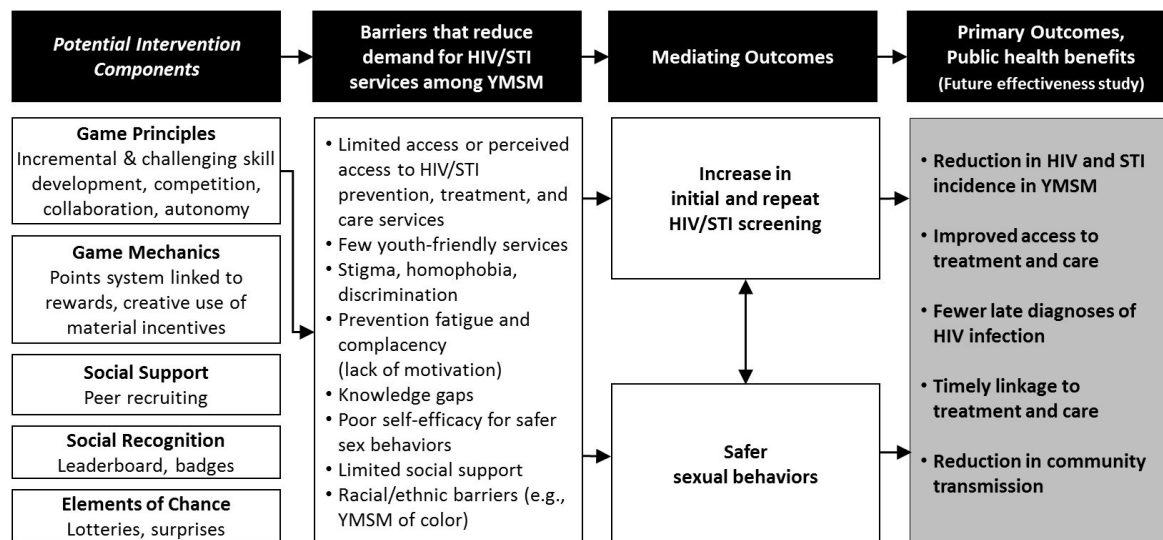 Potential Intervention
Components
Barriers that reduce
demand for HIV/STI
services among YMSM
Mediating Outcomes
Primary Outcomes,
Public health benefits
(Future effectiveness study)
Game Principles
Incremental & challenging skill
development, competition,
collaboration, autonomy
Game Mechanics
Points system linked to
rewards, creative use of
material incentives
Social Support
Peer recruiting
Social Recognition
Leaderboard, badges
Elements of Chance
Lotteries, surprises
• Limited access or perceived
access to HIV/STI
prevention, treatment, and
care services
• Few youth-friendly services
• Stigma, homophobia,
discrimination
• Prevention fatigue and
complacency
(lack of motivation)
• Knowledge gaps
• Poor self-efficacy for safer
sex behaviors
• Limited social support
• Racial/ethnic barriers (e.g.,
YMSM of color)
Increase in
initial and repeat
HIV/STI screening
Safer
sexual behaviors
• Reduction in HIV and STI
incidence in YMSM
• Improved access to
treatment and care
• Fewer late diagnoses of
HIV infection
• Timely linkage to
treatment and care
• Reduction in community
transmission